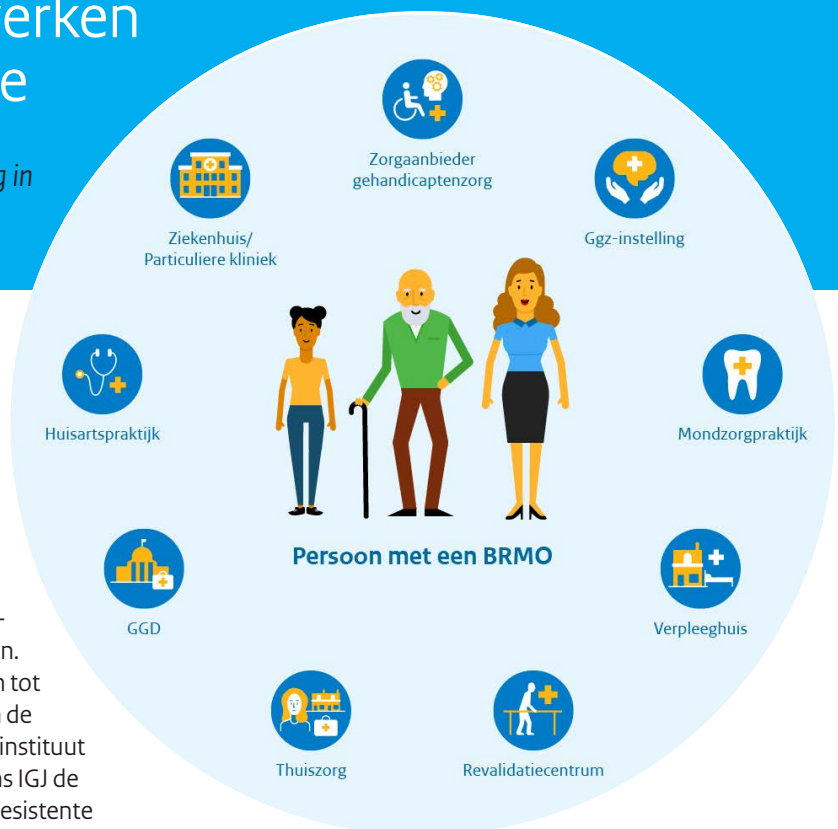 erken
e
g in
Zorgaanbieder
gehandicaptenzorg
Ziekenhuis/
Particuliere kliniek
Ggz-instelling
Huisartspraktijk
Mondzorgpraktijk
Persoon met een BRMO
GGD
Verpleeghuis
Thuiszorg
Revalidatiecentrum
-
n.
n tot
de
instituut
s IGJ de
esistente